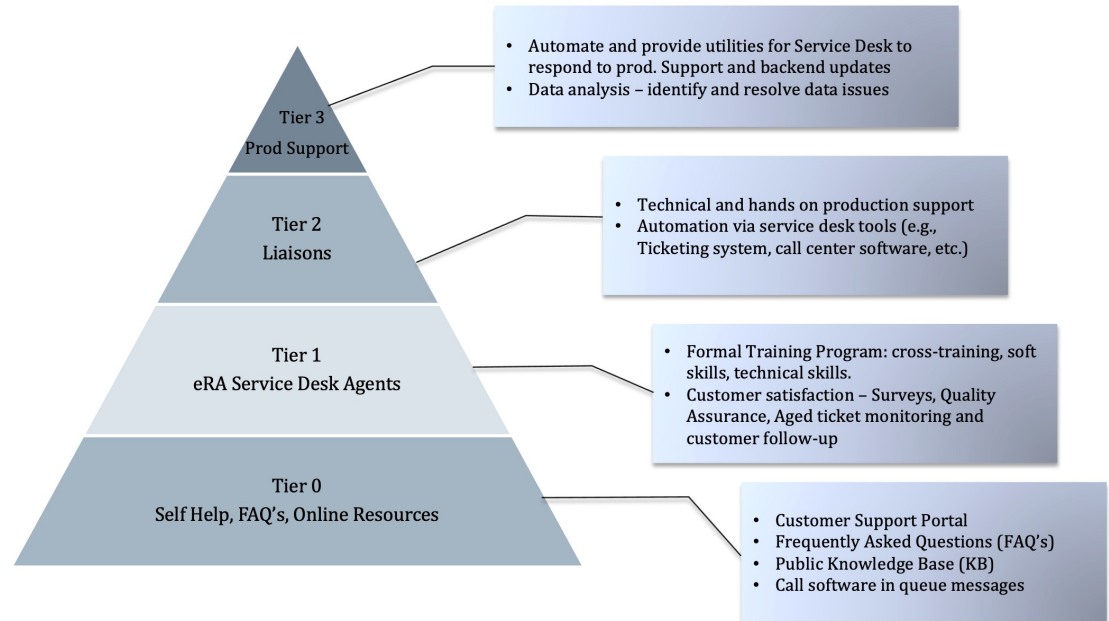 • Automate and provide utilities for Service Desk to
respond to prod. Support and backend updates
• Data analysis – identify and resolve data issues
Tier 3
Prod Support
• Technical and hands on production support
• Automation via service desk tools (e.g.,
Ticketing system, call center software, etc.)
Tier 2
Liaisons
• Formal Training Program: cross-training, soft
skills, technical skills.
• Customer satisfaction – Surveys, Quality
Assurance, Aged ticket monitoring and
customer follow-up
Tier 1
eRA Service Desk Agents
Tier 0
Self Help, FAQ’s, Online Resources
• Customer Support Portal
• Frequently Asked Questions (FAQ’s)
• Public Knowledge Base (KB)
• Call software in queue messages